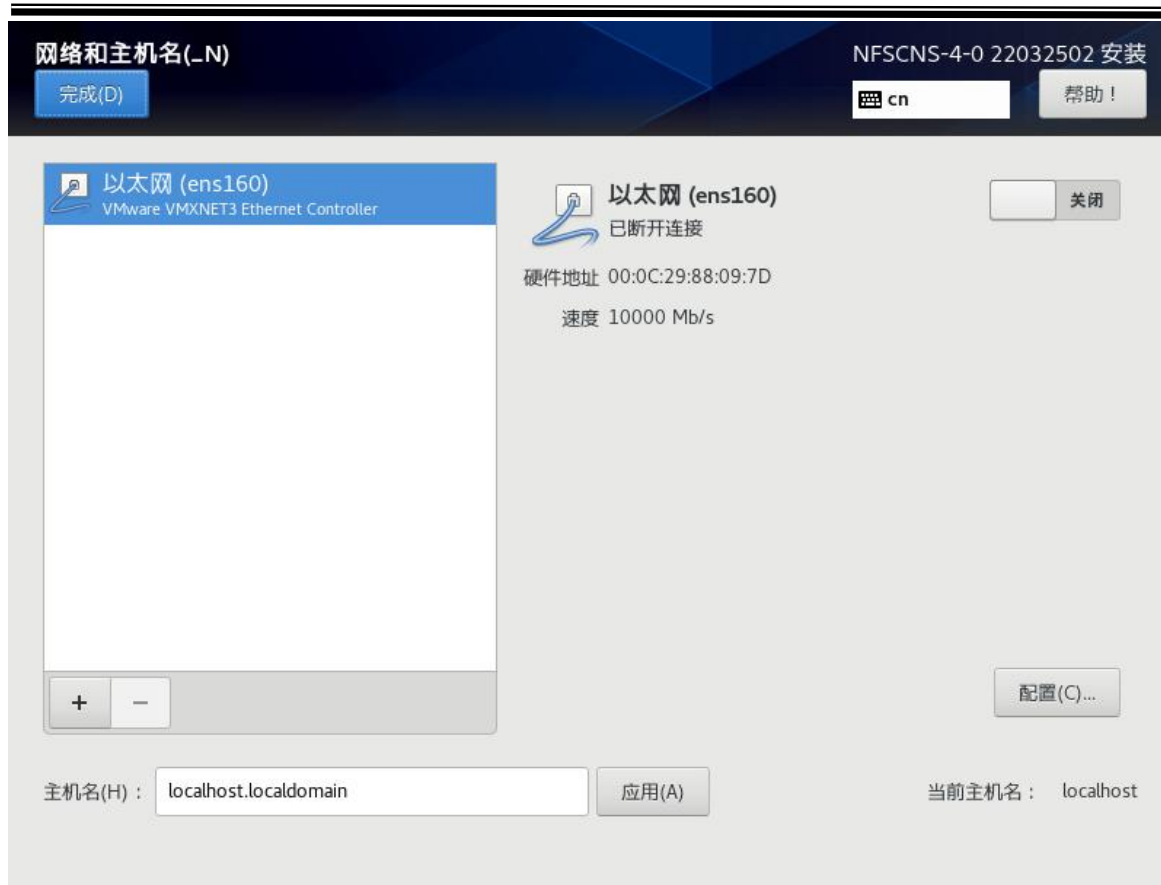 网络和主机名(_N)
NFSCNS-4-0 22032502 安装
完成(D)
cn
帮助！
以太网 (ens160)
VMware VMXNET3 Ethernet Controller
以太网 (ens160)
已断开连接
关闭
硬件地址 00:0C:29:88:09:7D
速度 10000 Mb/s
+ −
配置(C)...
主机名(H)： localhost.localdomain
应用(A)
当前主机名： localhost